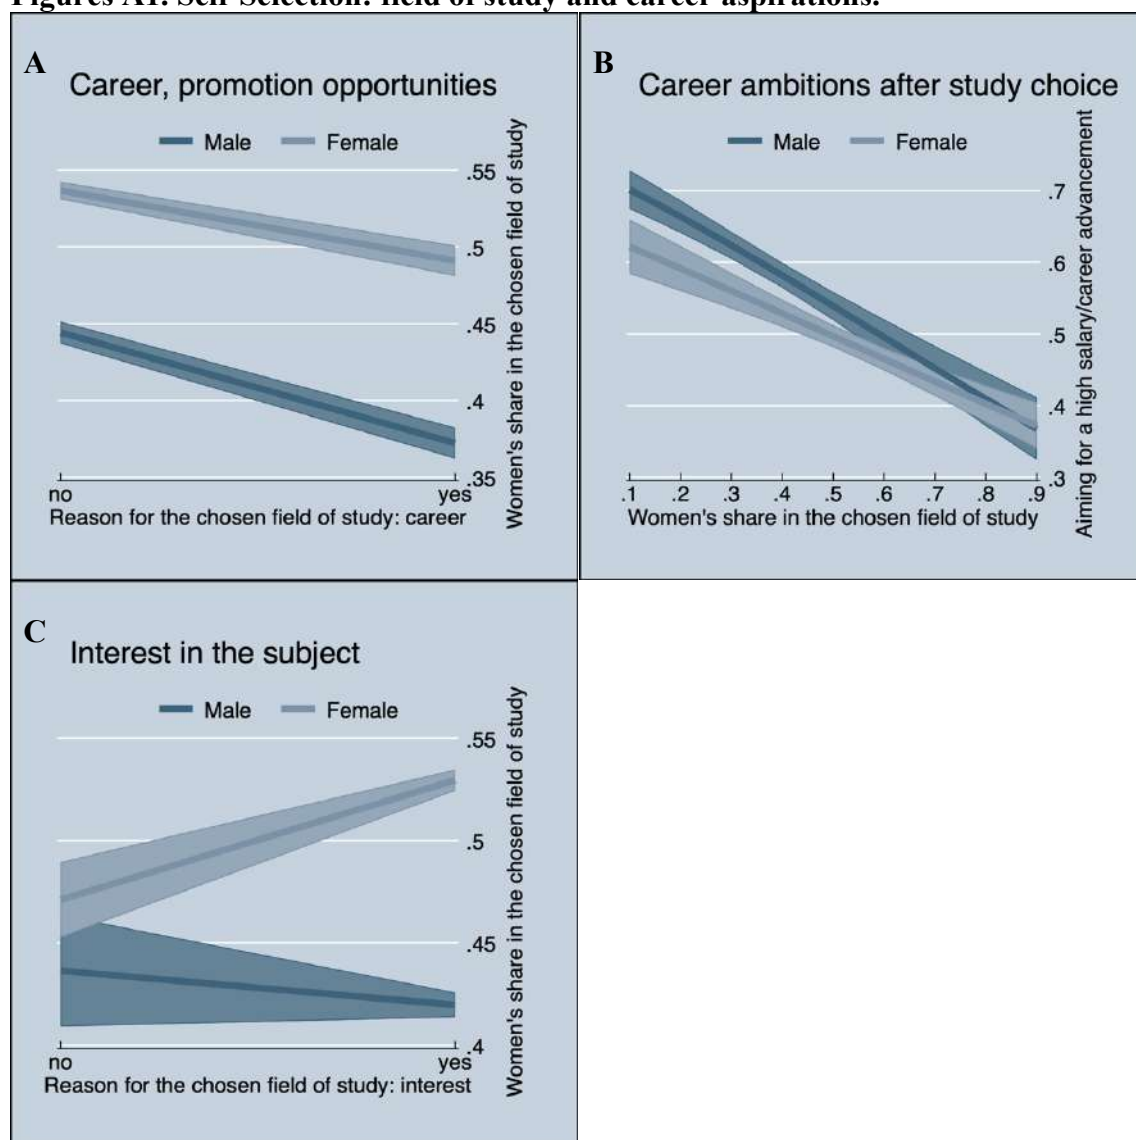 Figures A1. Self-Selection: field of study and career aspirations.
A
Career, promotion opportunities
Male Female
.55
.5
.45
.4
.35
Women's share in the chosen field of study
no yes
Reason for the chosen field of study: career
B
Career ambitions after study choice
Male Female
.7
.6
.5
.4
.3
Aiming for a high salary/career advancement
.1 .2 .3 .4 .5 .6 .7 .8 .9
Women's share in the chosen field of study
C
Interest in the subject
Male Female
.55
.5
.45
.4
Women's share in the chosen field of study
no yes
Reason for the chosen field of study: interest